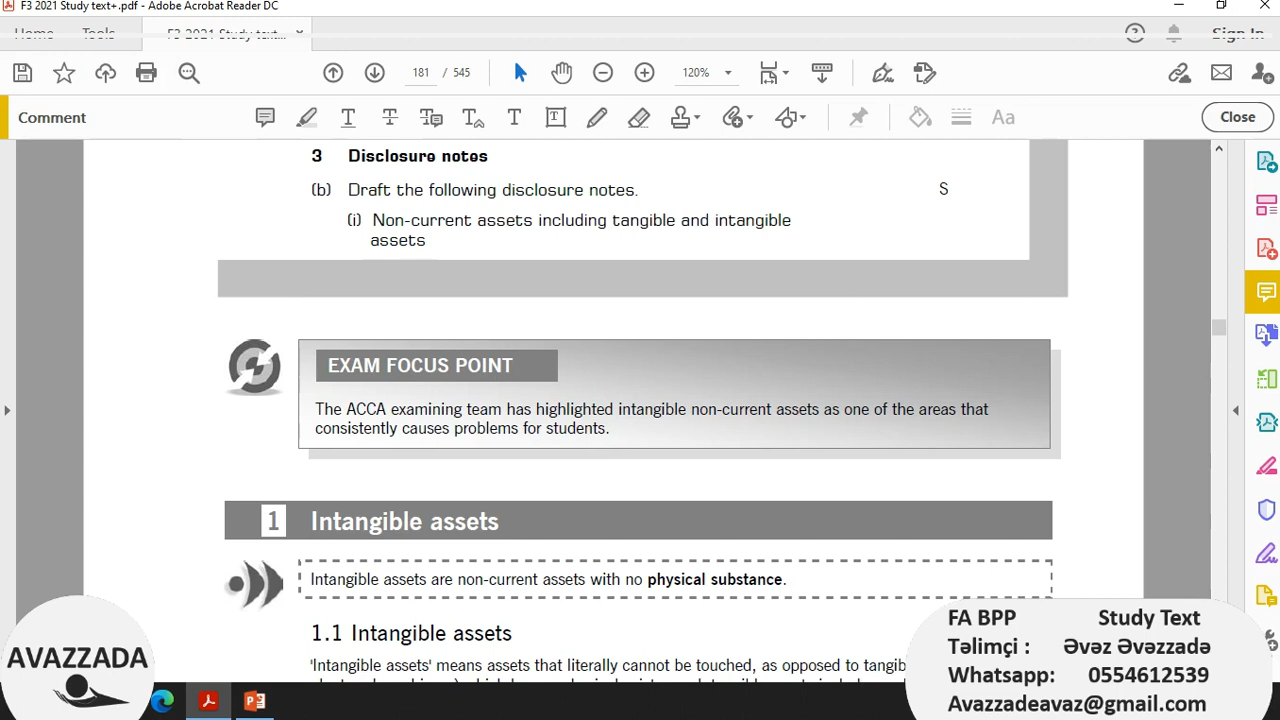 F3 2021 Study text+.pdf - Adobe Acrobat Reader DC
Home Tools F3 2021 Study text... Sign In
181 / 545 120%
Comment Close
3 Disclosure notes
(b) Draft the following disclosure notes. S
(i) Non-current assets including tangible and intangible
assets
EXAM FOCUS POINT
The ACCA examining team has highlighted intangible non-current assets as one of the areas that
consistently causes problems for students.
1 Intangible assets
Intangible assets are non-current assets with no physical substance.
1.1 Intangible assets
'Intangible assets' means assets that literally cannot be touched, as opposed to
AVAZZADA
FA BPP Study Text
Təlimçi : Əvəz Əvəzzadə
Whatsapp: 0554612539
Avazzadeavaz@gmail.com